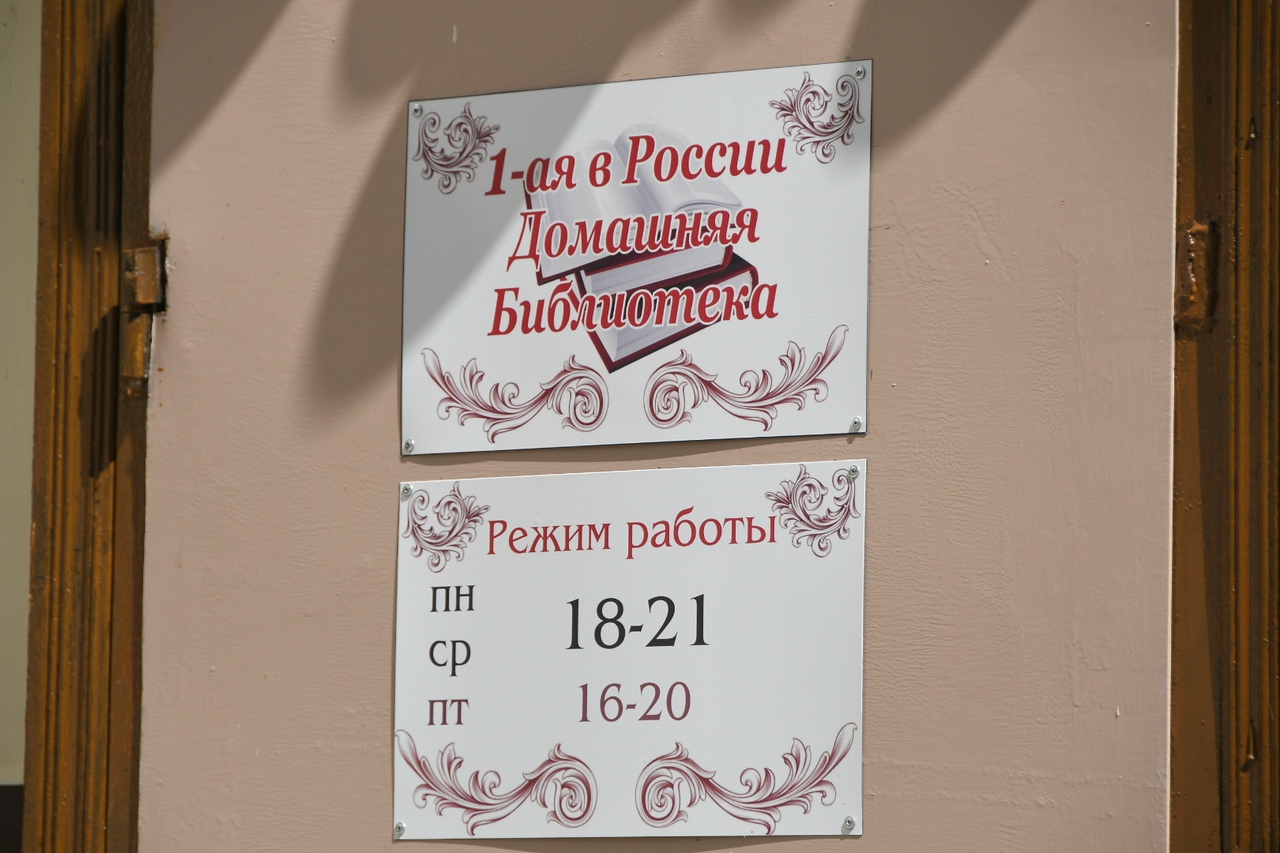 1-ая в России
Домашняя
Библиотека
Режим работы
пн
18-21
ср
пт 16-20